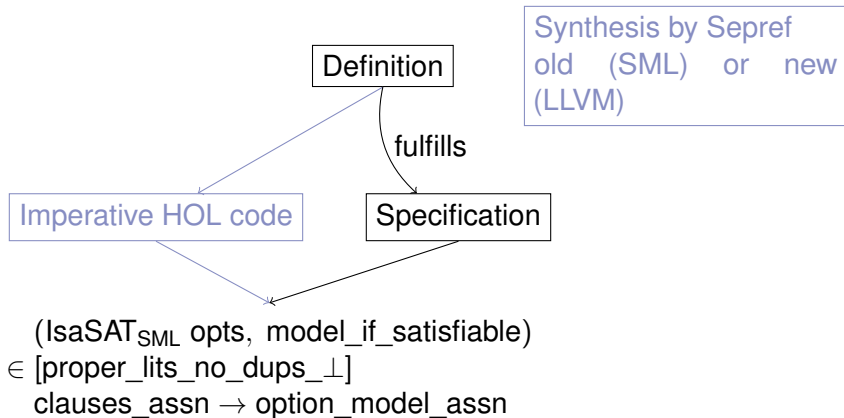 Synthesis by Sepref
old (SML) or new
(LLVM)
Definition
fulfills
Imperative HOL code
Specification
(IsaSAT_SML opts, model_if_satisfiable)
∈ [proper_lits_no_dups_⊥]
clauses_assn → option_model_assn